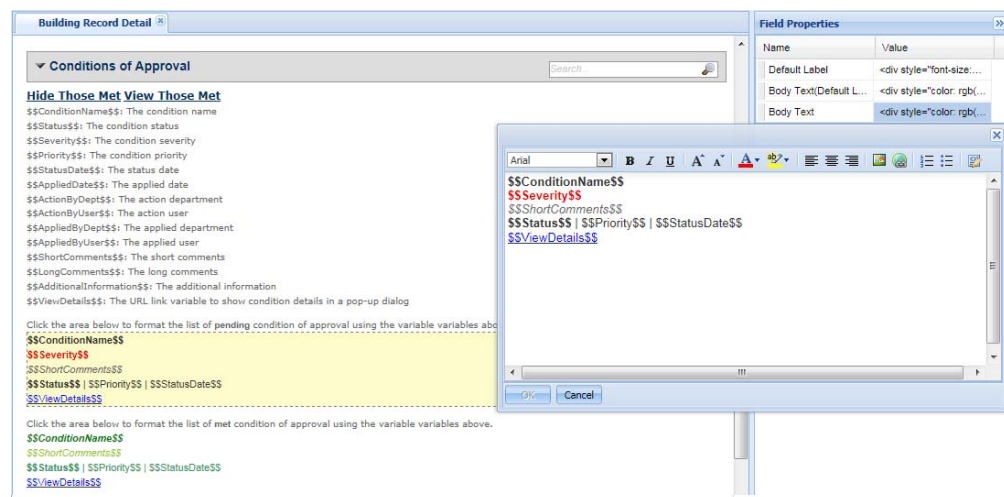 Building Record Detail
Conditions of Approval
Search...
Hide Those Met View Those Met
$$ConditionName$$: The condition name
$$Status$$: The condition status
$$Severity$$: The condition severity
$$Priority$$: The condition priority
$$StatusDate$$: The status date
$$AppliedDate$$: The applied date
$$ActionByDept$$: The action department
$$ActionByUser$$: The action user
$$AppliedByDept$$: The applied department
$$AppliedByUser$$: The applied user
$$ShortComments$$: The short comments
$$LongComments$$: The long comments
$$AdditionalInformation$$: The additional information
$$ViewDetails$$: The URL link variable to show condition details in a pop-up dialog
Click the area below to format the list of pending condition of approval using the variable variables abo
$$ConditionName$$
$$Severity$$
$$ShortComments$$
$$Status$$ | $$Priority$$ | $$StatusDate$$
$$ViewDetails$$
Click the area below to format the list of met condition of approval using the variable variables above.
$$ConditionName$$
$$ShortComments$$
$$Status$$ | $$Priority$$ | $$StatusDate$$
$$ViewDetails$$
Field Properties
Name Value
Default Label <div style="font-size:...
Body Text(Default L... <div style="color: rgb(...
Body Text <div style="color: rgb(...
Arial B I U A A A ab
$$ConditionName$$
$$Severity$$
$$ShortComments$$
$$Status$$ | $$Priority$$ | $$StatusDate$$
$$ViewDetails$$
OK Cancel